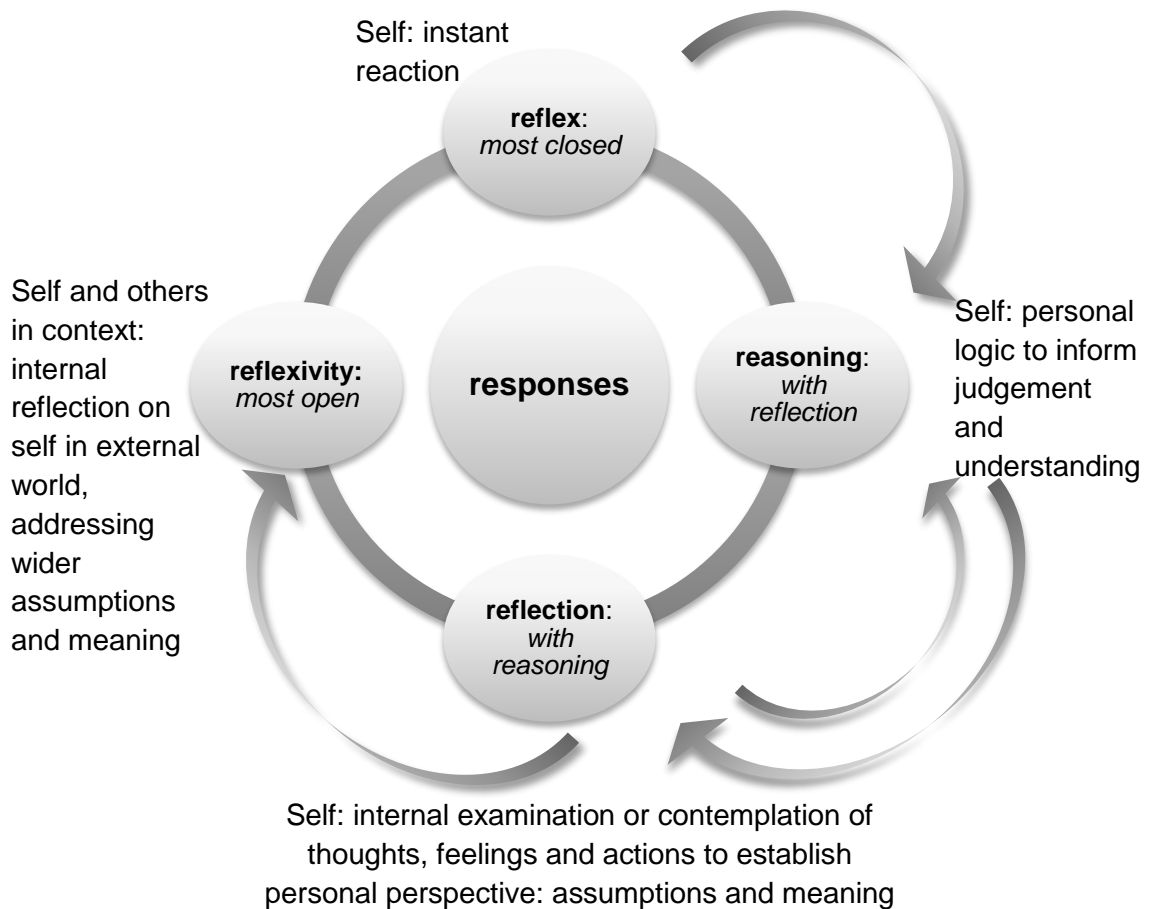 Self: instant
reaction
reflex:
most closed
Self and others
in context:
internal
reflection on
self in external
world,
addressing
wider
assumptions
and meaning
reflexivity:
most open
responses
reasoning:
with
reflection
Self: personal
logic to inform
judgement
and
understanding
reflection:
with
reasoning
Self: internal examination or contemplation of
thoughts, feelings and actions to establish
personal perspective: assumptions and meaning